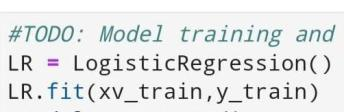 #TODO: Model training and
LR = LogisticRegression()
LR.fit(xv_train,y_train)